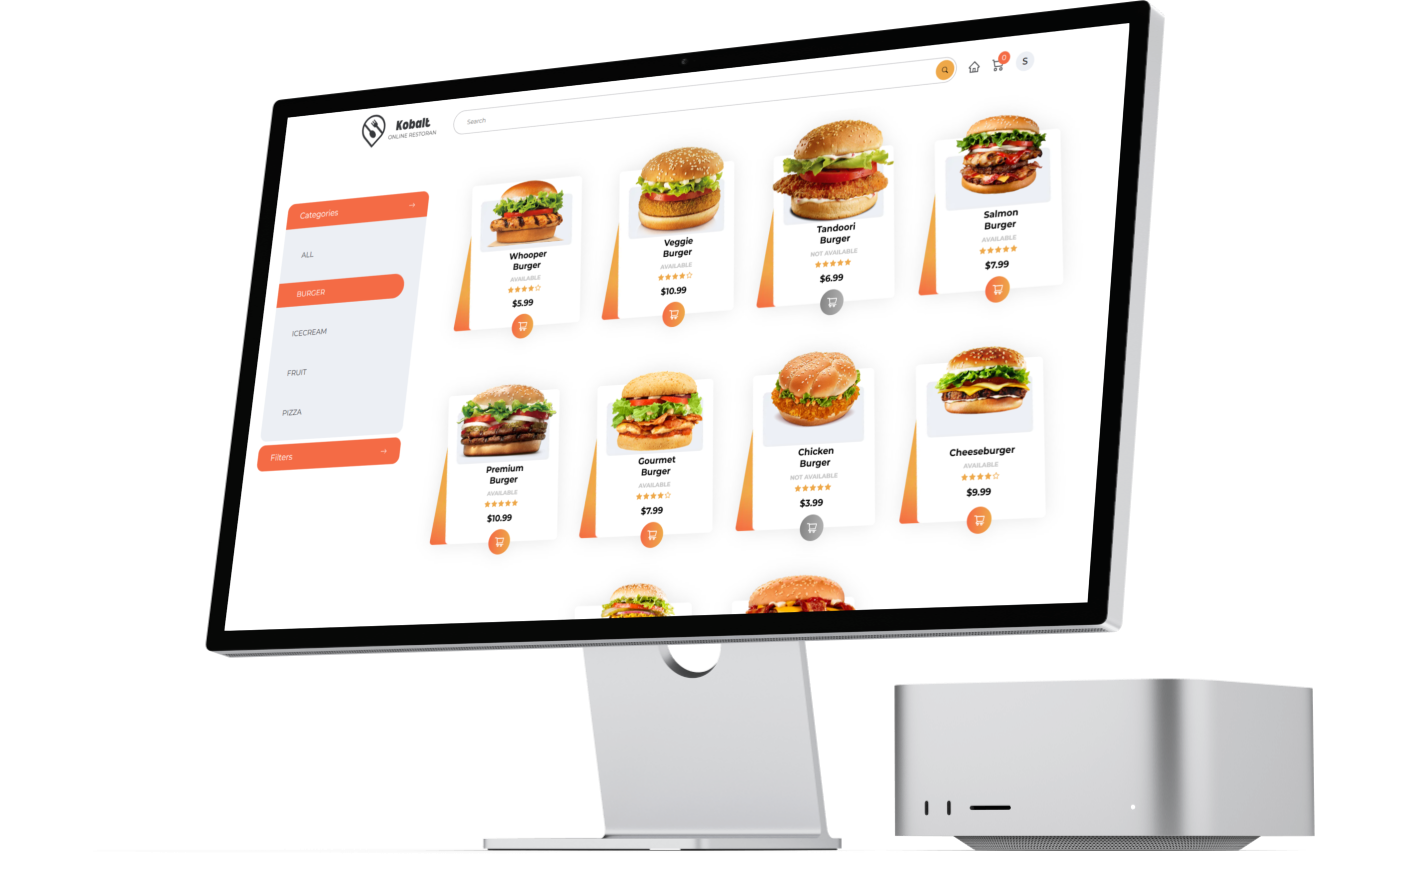 Kobalt
ONLINE RESTORAN
Search
S
Categories
ALL
BURGER
ICECREAM
FRUIT
PIZZA
Filters
Whooper
Burger
AVAILABLE
$5.99
Veggie
Burger
AVAILABLE
$10.99
Tandoori
Burger
NOT AVAILABLE
$6.99
Salmon
Burger
AVAILABLE
$7.99
Premium
Burger
AVAILABLE
$10.99
Gourmet
Burger
AVAILABLE
$7.99
Chicken
Burger
NOT AVAILABLE
$3.99
Cheeseburger
AVAILABLE
$9.99